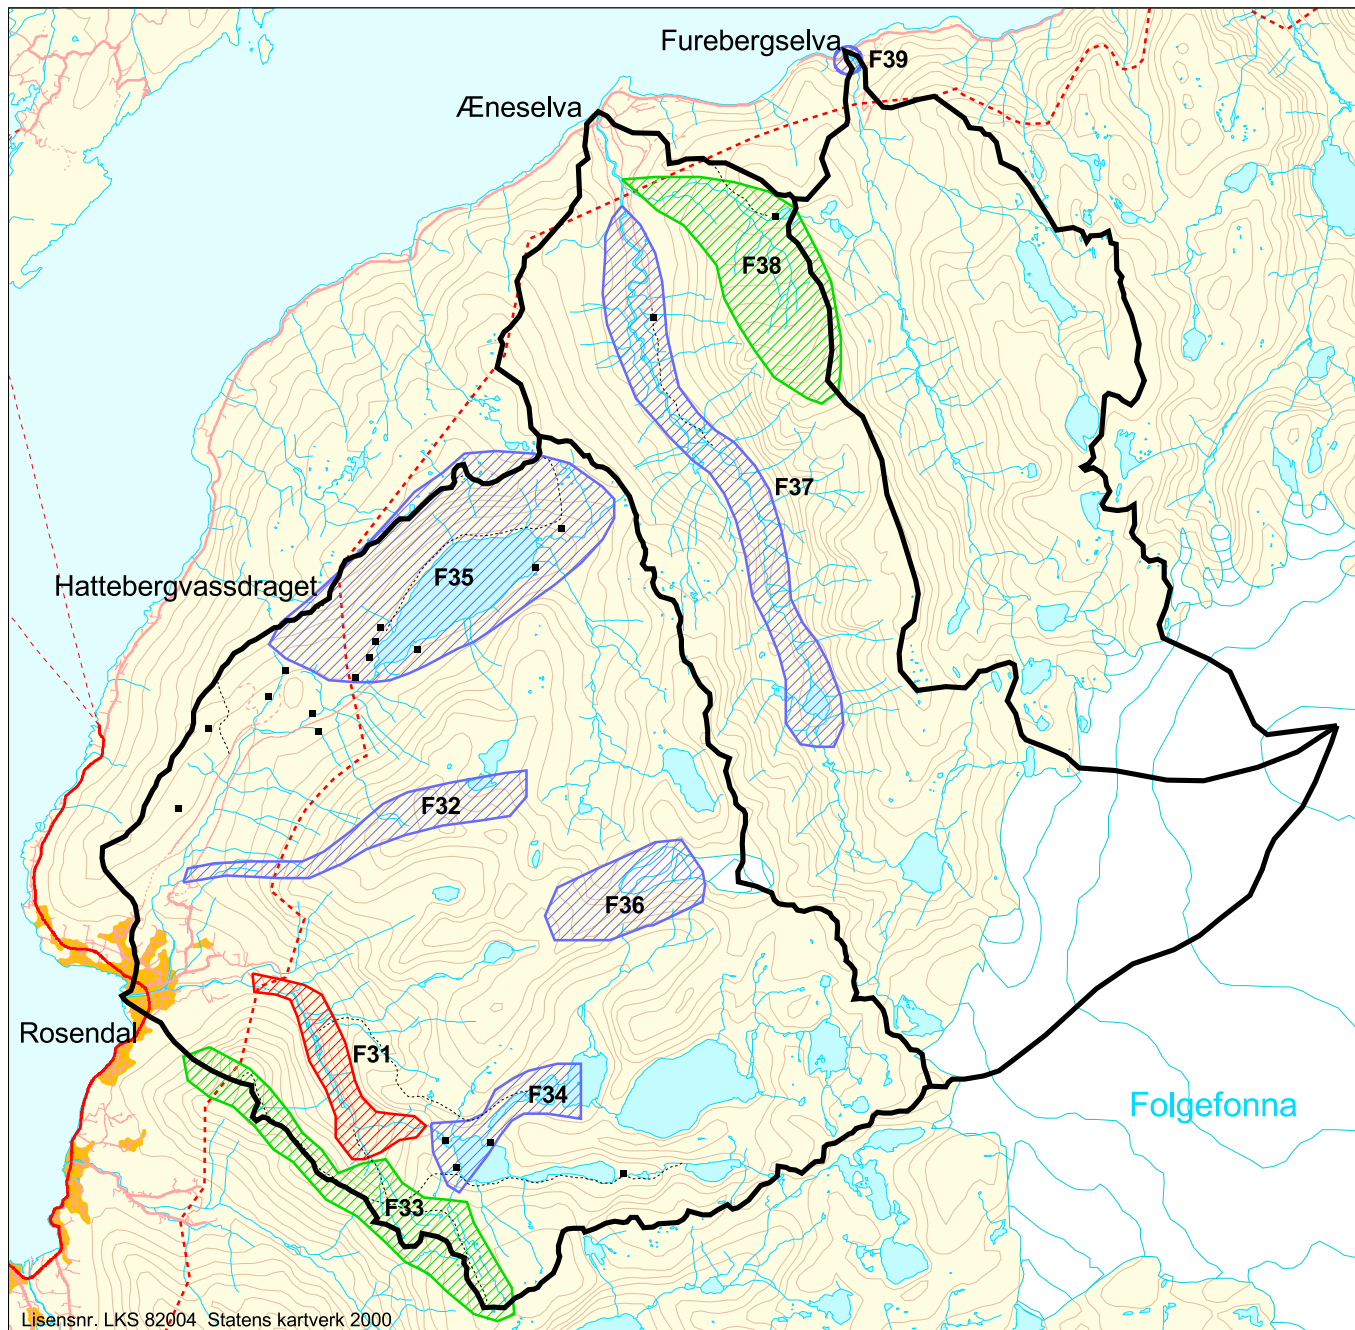 Furebergselva
F39
Æneselva
F38
F37
F35
Hattebergvassdraget
F32
F36
Rosendal
F31
F34
Folgefonna
F33
Lisensnr. LKS 82004 Statens kartverk 2000